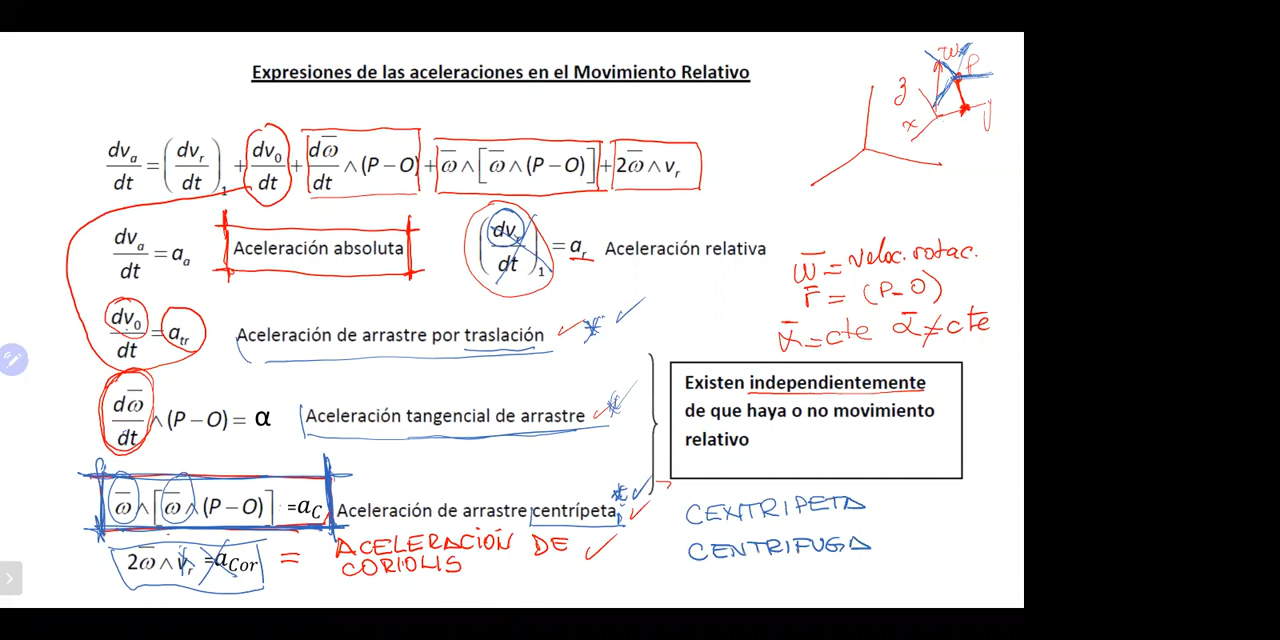 Expresiones de las aceleraciones en el Movimiento Relativo
w P
z
x y
dv_a/dt = (dv_r/dt)_1 + dv_0/dt + dω̅/dt ∧ (P – O) + ω̅ ∧ [ω̅ ∧ (P – O)] + 2ω̅ ∧ v_r
dv_a/dt = a_a Aceleración absoluta (dv_r/dt)_1 = a_r Aceleración relativa
w̅ = veloc. rotac.
r̅ = (P-O)
α̅ = cte α̅ ≠ cte
dv_0/dt = a_tr Aceleración de arrastre por traslación
dω̅/dt ∧ (P – O) = α Aceleración tangencial de arrastre
Existen independientemente
de que haya o no movimiento
relativo
ω̅ ∧ [ω̅ ∧ (P – O)] =a_C Aceleración de arrastre centrípeta
CENTRIPETA
2ω̅ ∧ v_r =a_Cor = ACELERACIÓN DE
CORIOLIS
CENTRIFUGA